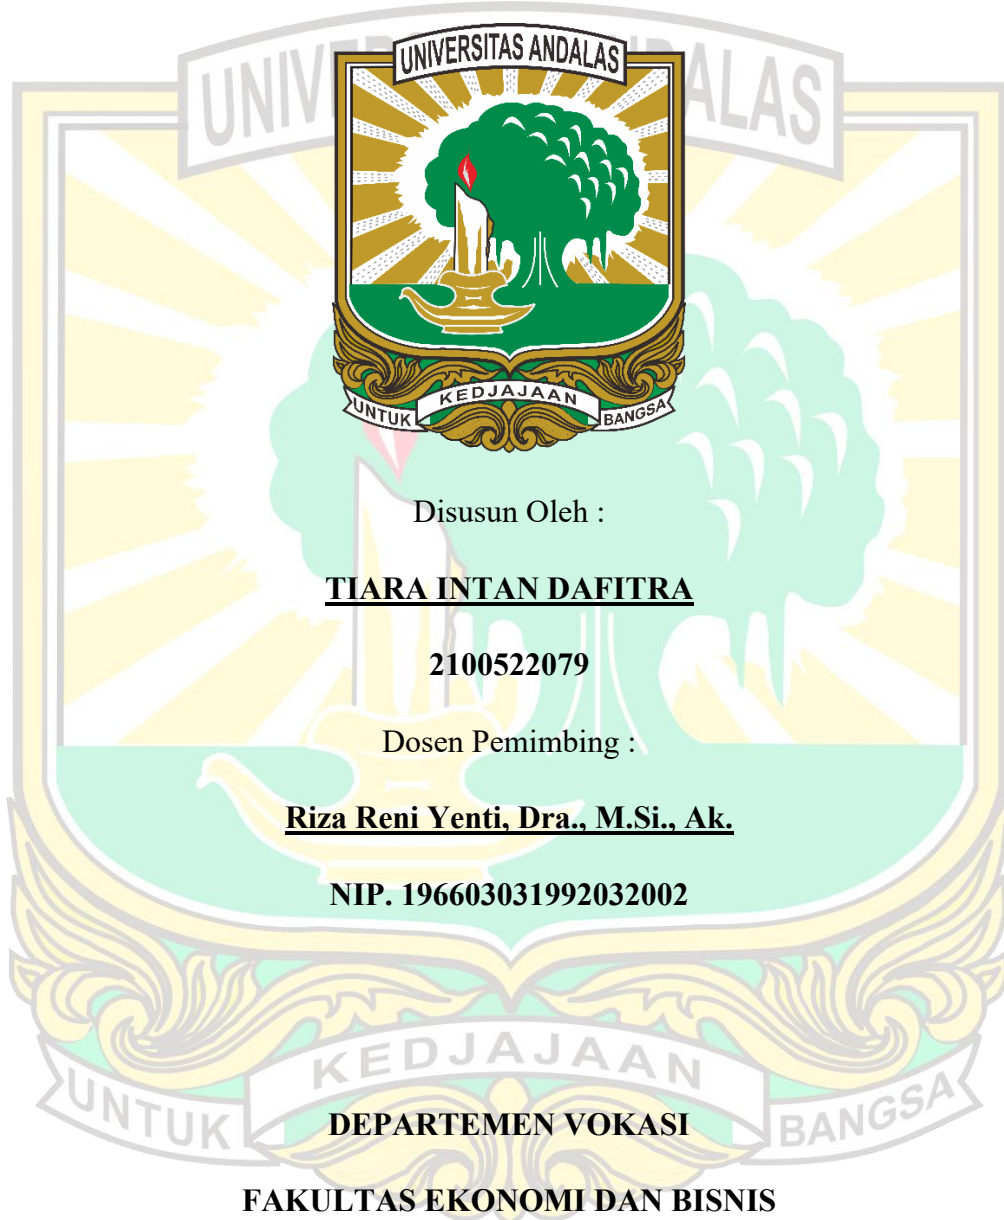 UNIVERSITAS ANDALAS
UNTUK KEDJAJAAN BANGSA
Disusun Oleh :
TIARA INTAN DAFITRA
2100522079
Dosen Pemimbing :
Riza Reni Yenti, Dra., M.Si., Ak.
NIP. 196603031992032002
UNTUK KEDJAJAAN BANGSA
DEPARTEMEN VOKASI
FAKULTAS EKONOMI DAN BISNIS